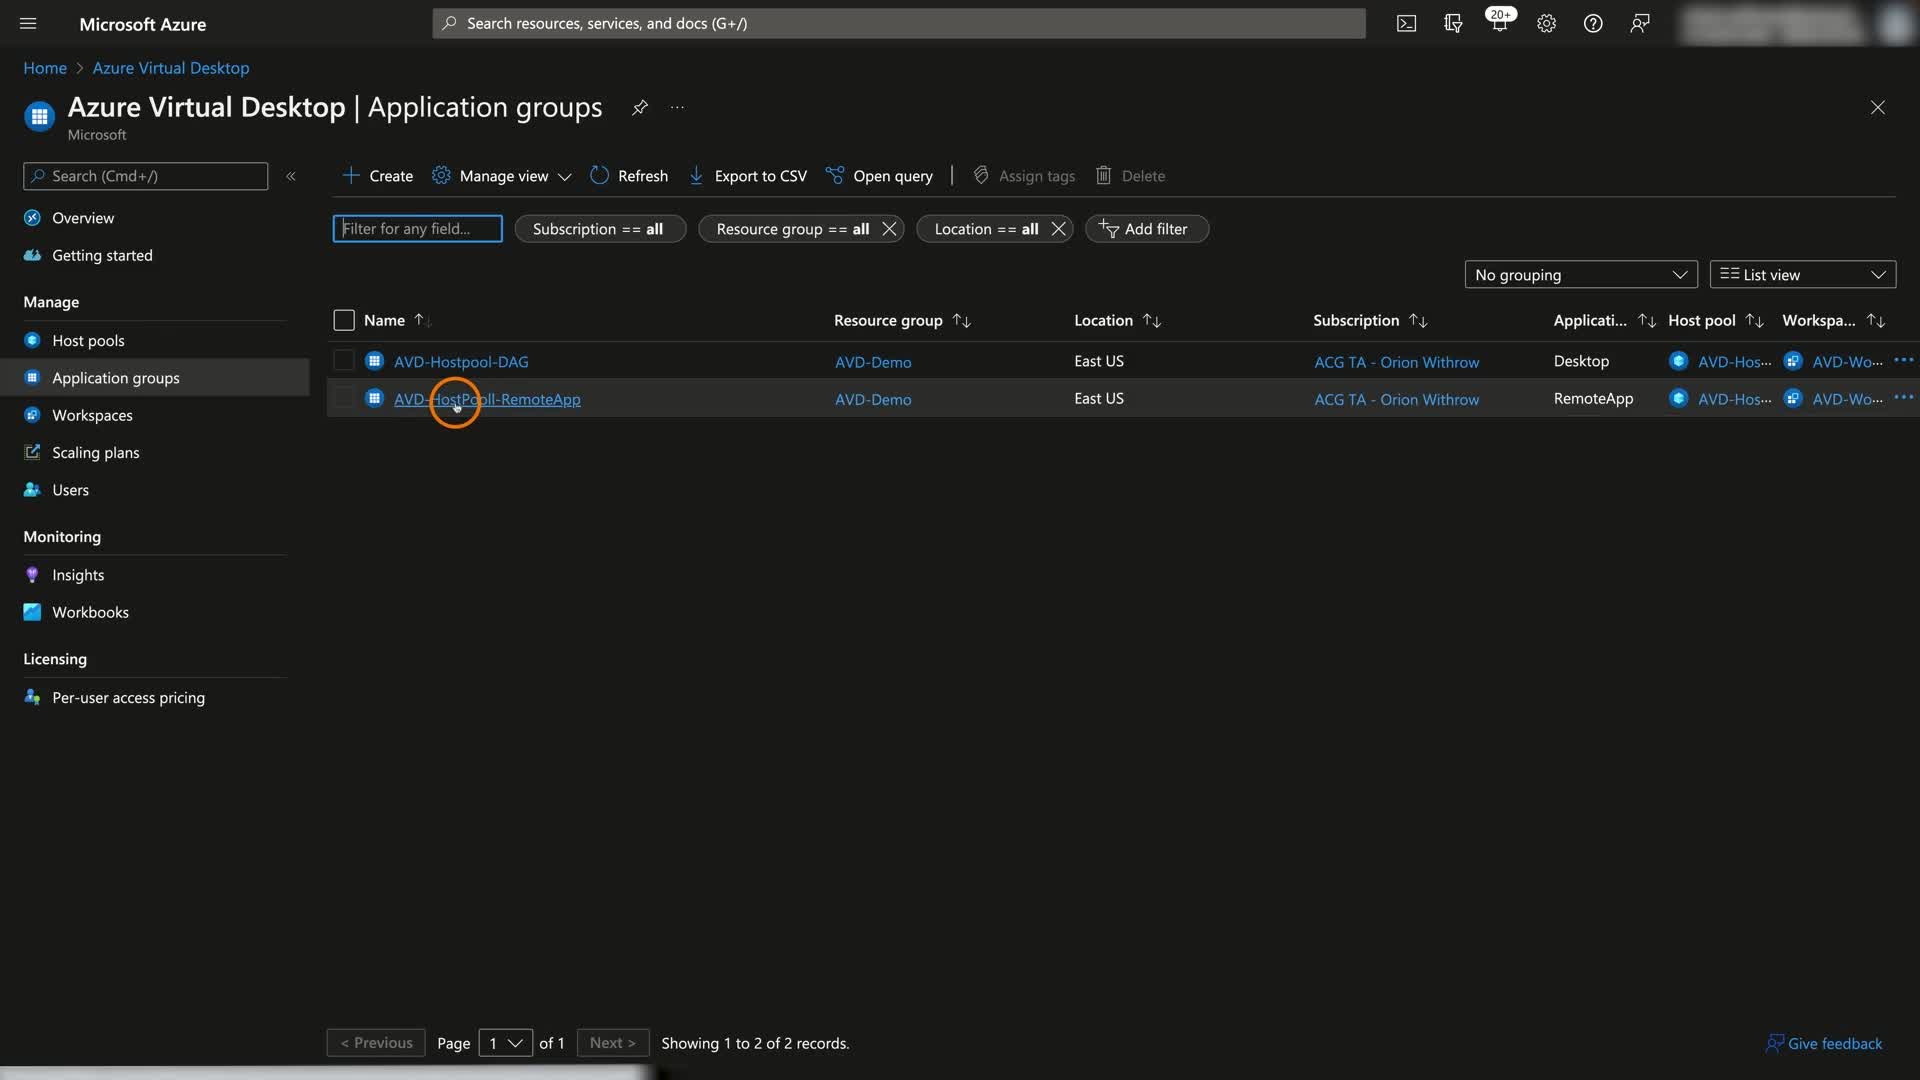 Microsoft Azure
Search resources, services, and docs (G+/)
20+
Home > Azure Virtual Desktop
Azure Virtual Desktop | Application groups
...
Microsoft
Search (Cmd+/)
«
Create
Manage view
Refresh
Export to CSV
Open query
Assign tags
Delete
Overview
Getting started
Manage
Host pools
Application groups
Workspaces
Scaling plans
Users
Monitoring
Insights
Workbooks
Licensing
Per-user access pricing
Filter for any field...
Subscription == all
Resource group == all
Location == all
Add filter
No grouping
List view
Name
Resource group
Location
Subscription
Applicati...
Host pool
Workspa...
AVD-Hostpool-DAG AVD-Demo East US ACG TA - Orion Withrow Desktop AVD-Hos... AVD-Wo... ...
AVD-HostPooll-RemoteApp AVD-Demo East US ACG TA - Orion Withrow RemoteApp AVD-Hos... AVD-Wo... ...
< Previous Page 1 of 1 Next > Showing 1 to 2 of 2 records.
Give feedback